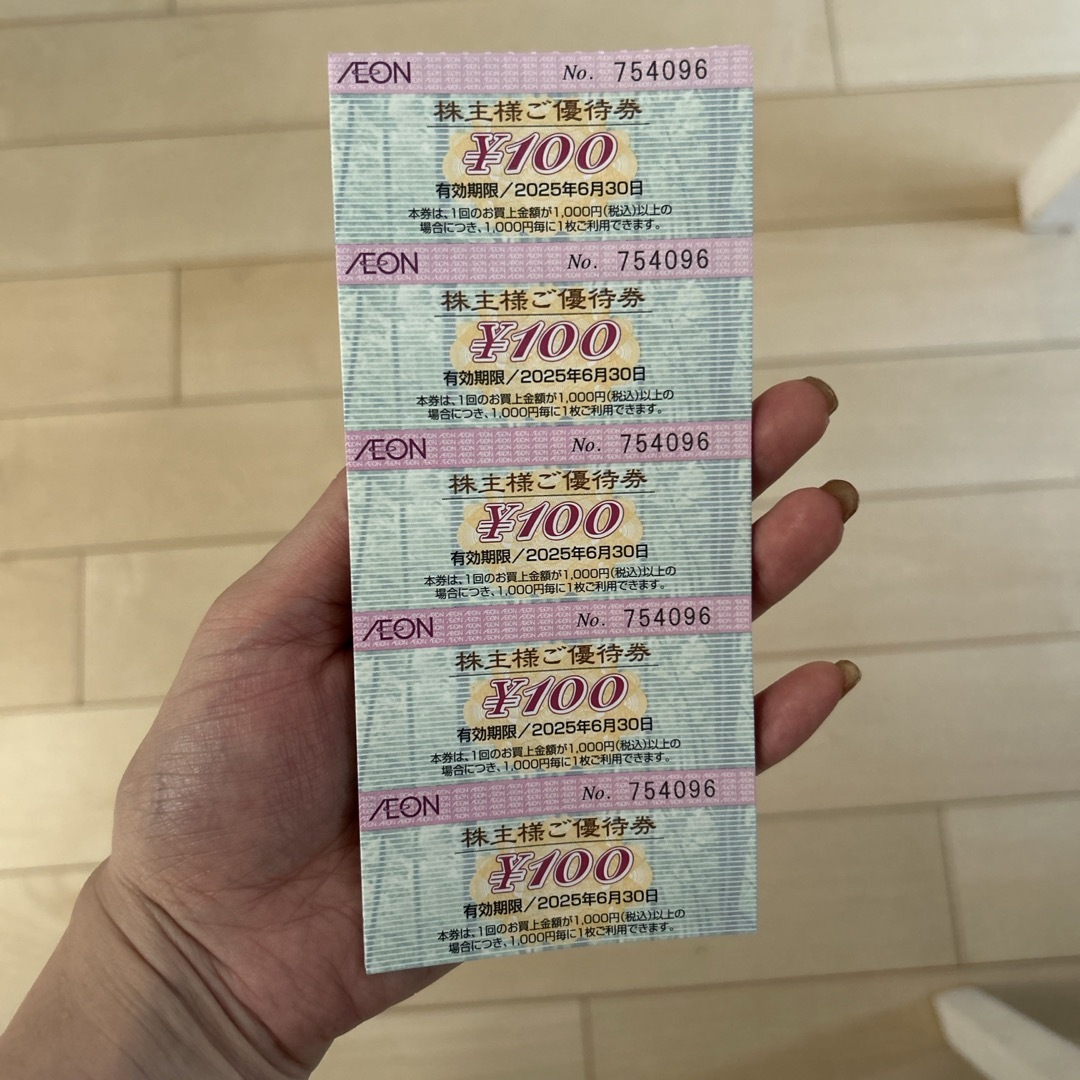 ÆON No. 754096
株主様ご優待券
¥100
有効期限/2025年6月30日
本券は、1回のお買上金額が1,000円(税込)以上の
場合につき、1,000円毎に1枚ご利用できます。
ÆON No. 754096
株主様ご優待券
¥100
有効期限/2025年6月30日
本券は、1回のお買上金額が1,000円(税込)以上の
場合につき、1,000円毎に1枚ご利用できます。
ÆON No. 754096
株主様ご優待券
¥100
有効期限/2025年6月30日
本券は、1回のお買上金額が1,000円(税込)以上の
場合につき、1,000円毎に1枚ご利用できます。
ÆON No. 754096
株主様ご優待券
¥100
有効期限/2025年6月30日
本券は、1回のお買上金額が1,000円(税込)以上の
場合につき、1,000円毎に1枚ご利用できます。
ÆON No. 754096
株主様ご優待券
¥100
有効期限/2025年6月30日
本券は、1回のお買上金額が1,000円(税込)以上の
場合につき、1,000円毎に1枚ご利用できます。